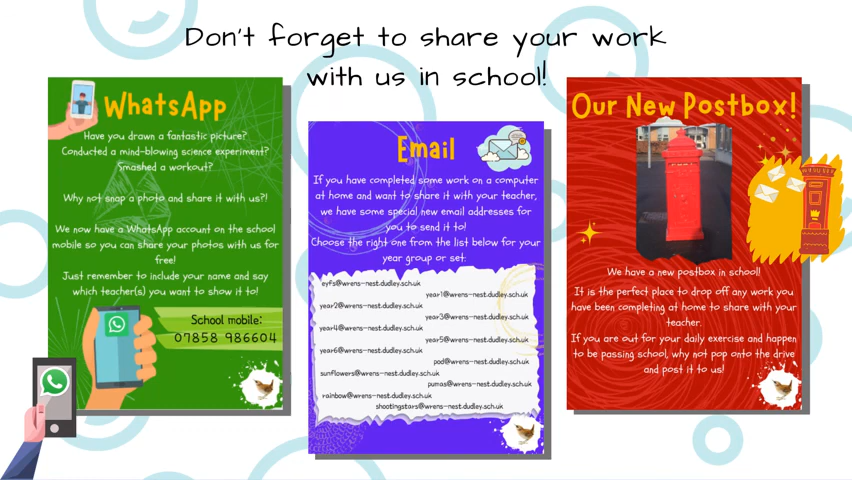 Don't forget to share your work
with us in school!
WhatsApp
Have you drawn a fantastic picture?
Conducted a mind-blowing science experiment?
Smashed a workout?
Why not snap a photo and share it with us?!
We now have a WhatsApp account on the school
mobile so you can share your photos with us for
free!
Just remember to include your name and say
which teacher(s) you want to show it to!
School mobile:
07858 986604
Email
If you have completed some work on a computer
at home and want to share it with your teacher,
we have some special new email addresses for
you to send it to!
Choose the right one from the list below for your
year group or set.
eyfs@wrens-nest.dudley.sch.uk
year1@wrens-nest.dudley.sch.uk
year2@wrens-nest.dudley.sch.uk
year3@wrens-nest.dudley.sch.uk
year4@wrens-nest.dudley.sch.uk
year5@wrens-nest.dudley.sch.uk
year6@wrens-nest.dudley.sch.uk
pod@wrens-nest.dudley.sch.uk
sunflowers@wrens-nest.dudley.sch.uk
pumas@wrens-nest.dudley.sch.uk
rainbow@wrens-nest.dudley.sch.uk
shootingstars@wrens-nest.dudley.sch.uk
Our New Postbox!
We have a new postbox in school!
It is the perfect place to drop off any work you
have been completing at home to share with your
teacher.
If you are out for your daily exercise and happen
to be passing school, why not pop onto the drive
and post it to us!